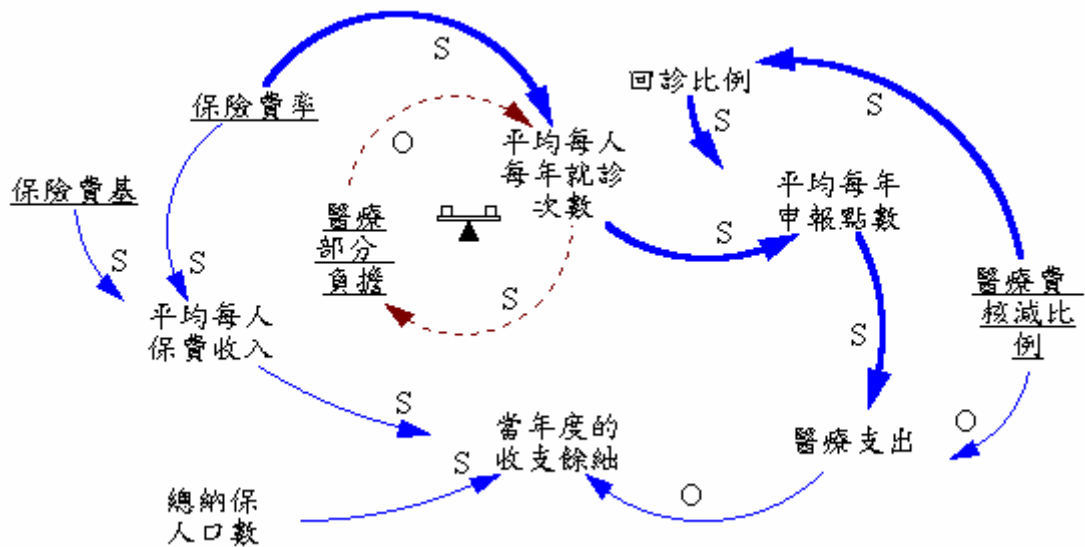 S
回診比例
S
保險費率
S
O
平均每人
每年就診
次數
平均每年
申報點數
保險費基
醫療
部分
負擔
S
S
S
S
醫療費
核減比
例
平均每人
保費收入
S
S
O
當年度的
收支餘絀
醫療支出
S
O
總納保
人口數